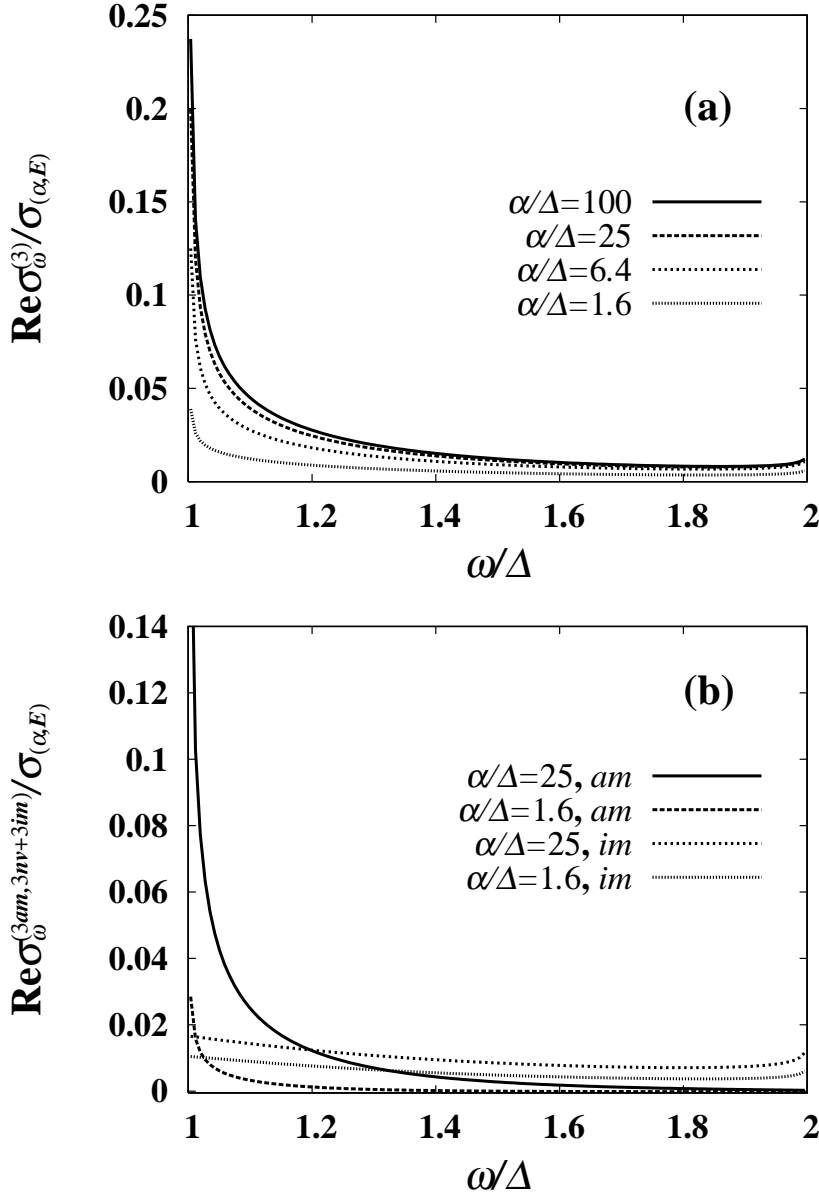 0.25
0.2
0.15
0.1
0.05
0
Reσω(3)/σ(α,E)
(a)
α/Δ=100
α/Δ=25
α/Δ=6.4
α/Δ=1.6
1 1.2 1.4 1.6 1.8 2
ω/Δ
0.14
0.12
0.1
0.08
0.06
0.04
0.02
0
Reσω(3am,3nv+3im)/σ(α,E)
(b)
α/Δ=25, am
α/Δ=1.6, am
α/Δ=25, im
α/Δ=1.6, im
1 1.2 1.4 1.6 1.8 2
ω/Δ